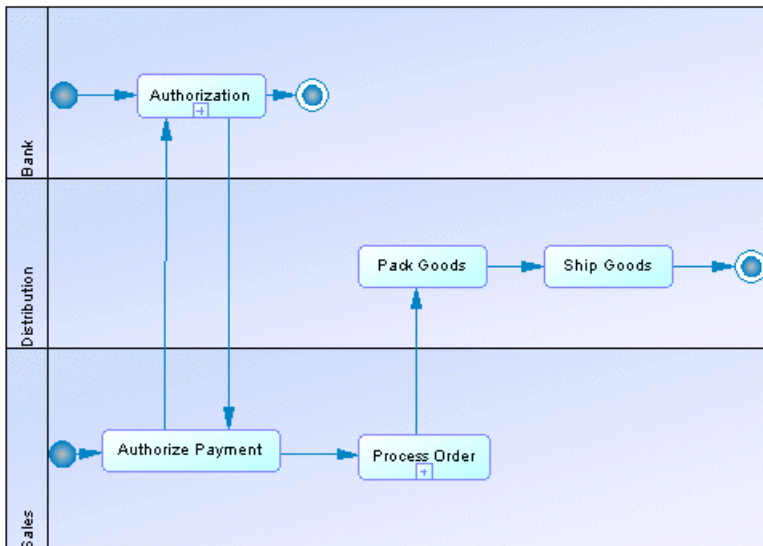 Bank
Authorization
Distribution
Pack Goods
Ship Goods
Sales
Authorize Payment
Process Order